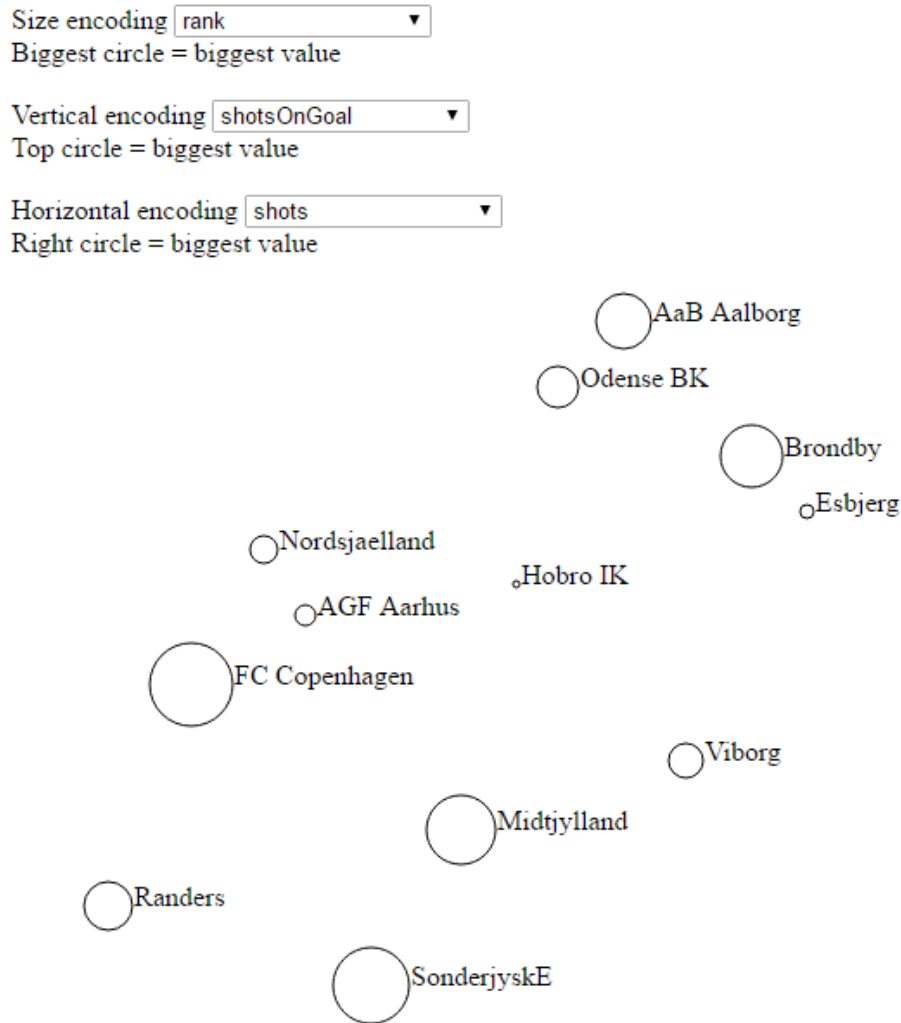 Size encoding rank
Biggest circle = biggest value
Vertical encoding shotsOnGoal
Top circle = biggest value
Horizontal encoding shots
Right circle = biggest value
AaB Aalborg
Odense BK
Brondby
Esbjerg
Nordsjaelland
Hobro IK
AGF Aarhus
FC Copenhagen
Viborg
Midtjylland
Randers
SonderjyskE